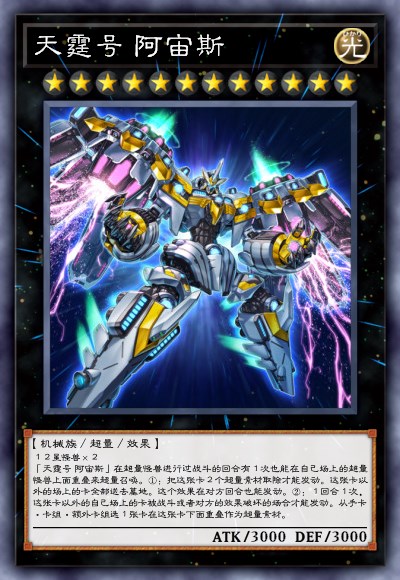 天霆号 阿宙斯
光
ひかり
【机械族／超量／效果】
12星怪兽×2
「天霆号 阿宙斯」在超量怪兽进行过战斗的回合有1次也能在自己场上的超量
怪兽上面重叠来超量召唤。①：把这张卡2个超量素材取除才能发动。这张卡以
外的场上的卡全部送去墓地。这个效果在对方回合也能发动。②：1回合1次，
这张卡以外的自己场上的卡被战斗或者对方的效果破坏的场合才能发动。从手卡
·卡组·额外卡组选1张卡在这张卡下面重叠作为超量素材。
ATK/3000 DEF/3000